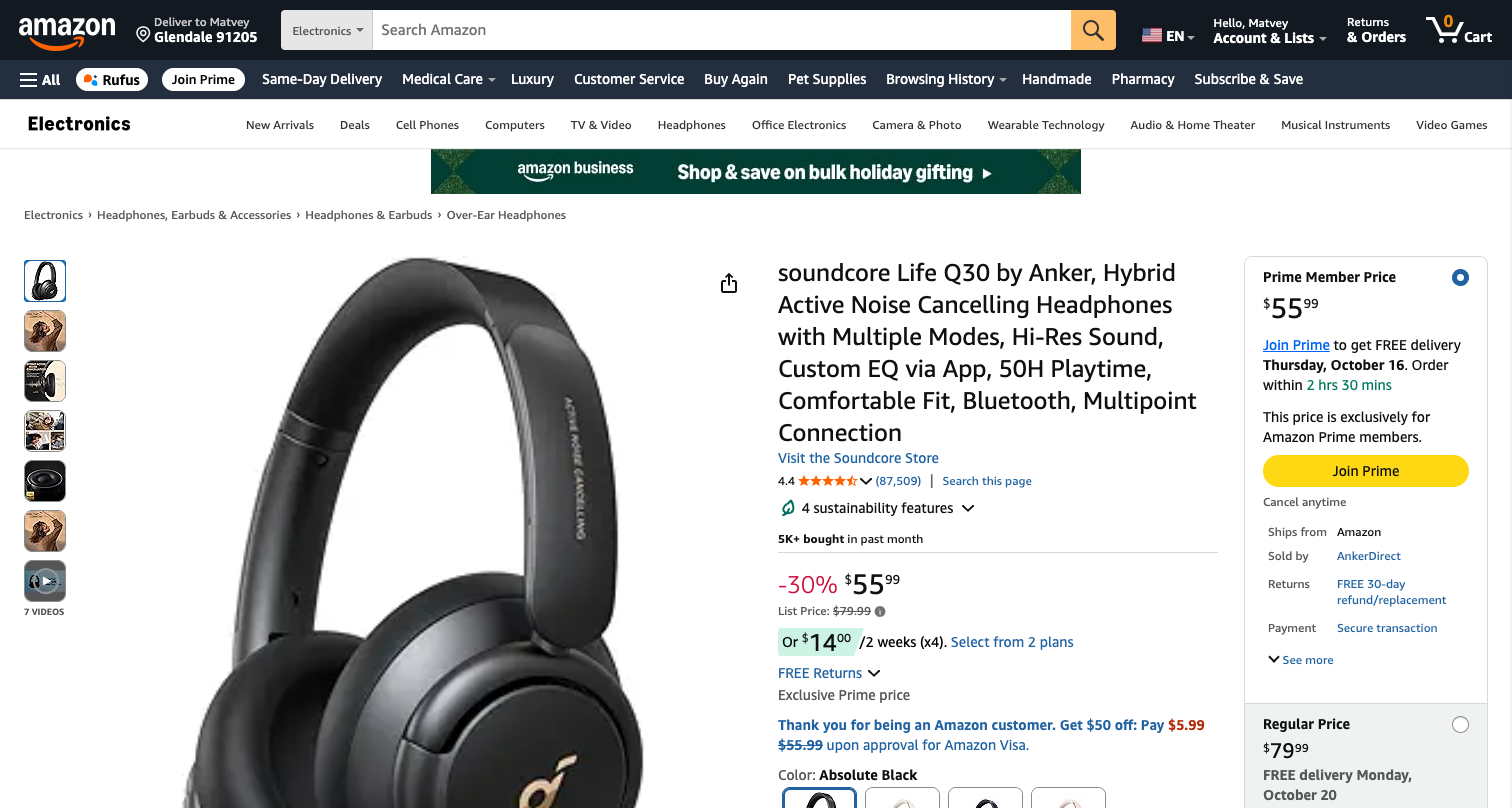 amazon
Deliver to Matvey
Glendale 91205
Electronics
Search Amazon
EN
Hello, Matvey
Account & Lists
Returns
& Orders
0
Cart
All
Rufus
Join Prime
Same-Day Delivery
Medical Care
Luxury
Customer Service
Buy Again
Pet Supplies
Browsing History
Handmade
Pharmacy
Subscribe & Save
Electronics
New Arrivals
Deals
Cell Phones
Computers
TV & Video
Headphones
Office Electronics
Camera & Photo
Wearable Technology
Audio & Home Theater
Musical Instruments
Video Games
amazon business
Shop & save on bulk holiday gifting ▸
Electronics › Headphones, Earbuds & Accessories › Headphones & Earbuds › Over-Ear Headphones
7 VIDEOS
ACTIVE NOISE CANCELLING
soundcore Life Q30 by Anker, Hybrid
Active Noise Cancelling Headphones
with Multiple Modes, Hi-Res Sound,
Custom EQ via App, 50H Playtime,
Comfortable Fit, Bluetooth, Multipoint
Connection
Visit the Soundcore Store
4.4 (87,509) | Search this page
4 sustainability features
5K+ bought in past month
-30% $55 99
List Price: $79.99
Or $14 00 /2 weeks (x4). Select from 2 plans
FREE Returns
Exclusive Prime price
Thank you for being an Amazon customer. Get $50 off: Pay $5.99
$55.99 upon approval for Amazon Visa.
Color: Absolute Black
Prime Member Price
$55 99
Join Prime to get FREE delivery
Thursday, October 16. Order
within 2 hrs 30 mins
This price is exclusively for
Amazon Prime members.
Join Prime
Cancel anytime
Ships from Amazon
Sold by AnkerDirect
Returns FREE 30-day
refund/replacement
Payment Secure transaction
See more
Regular Price
$79 99
FREE delivery Monday,
October 20